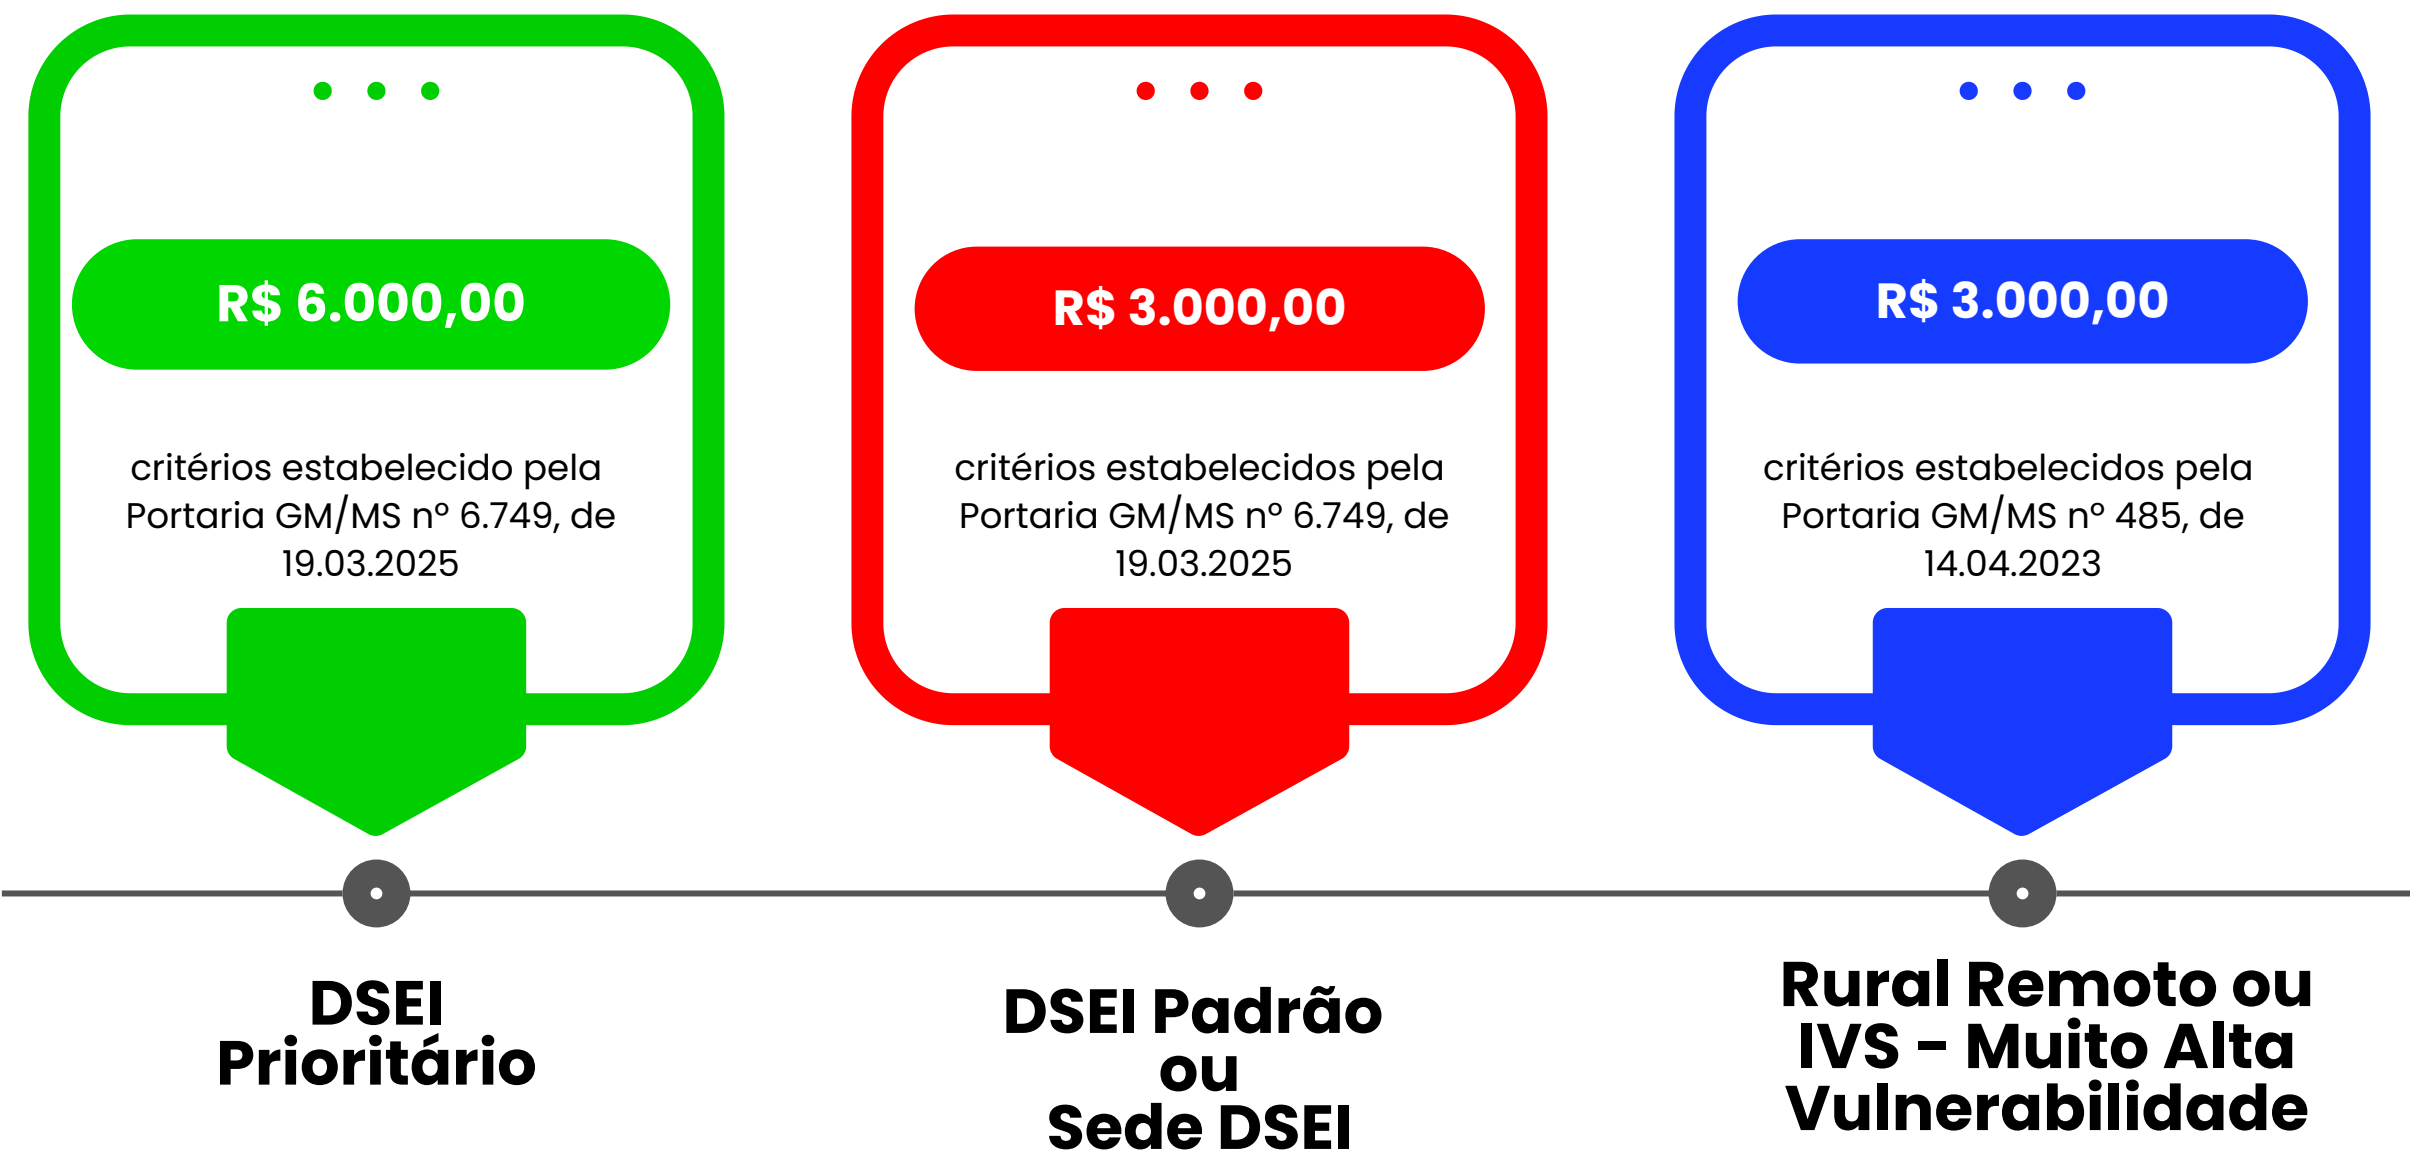 R$ 6.000,00
critérios estabelecido pela
Portaria GM/MS nº 6.749, de
19.03.2025
DSEI
Prioritário
R$ 3.000,00
critérios estabelecidos pela
Portaria GM/MS nº 6.749, de
19.03.2025
DSEI Padrão
ou
Sede DSEI
R$ 3.000,00
critérios estabelecidos pela
Portaria GM/MS nº 485, de
14.04.2023
Rural Remoto ou
IVS - Muito Alta
Vulnerabilidade